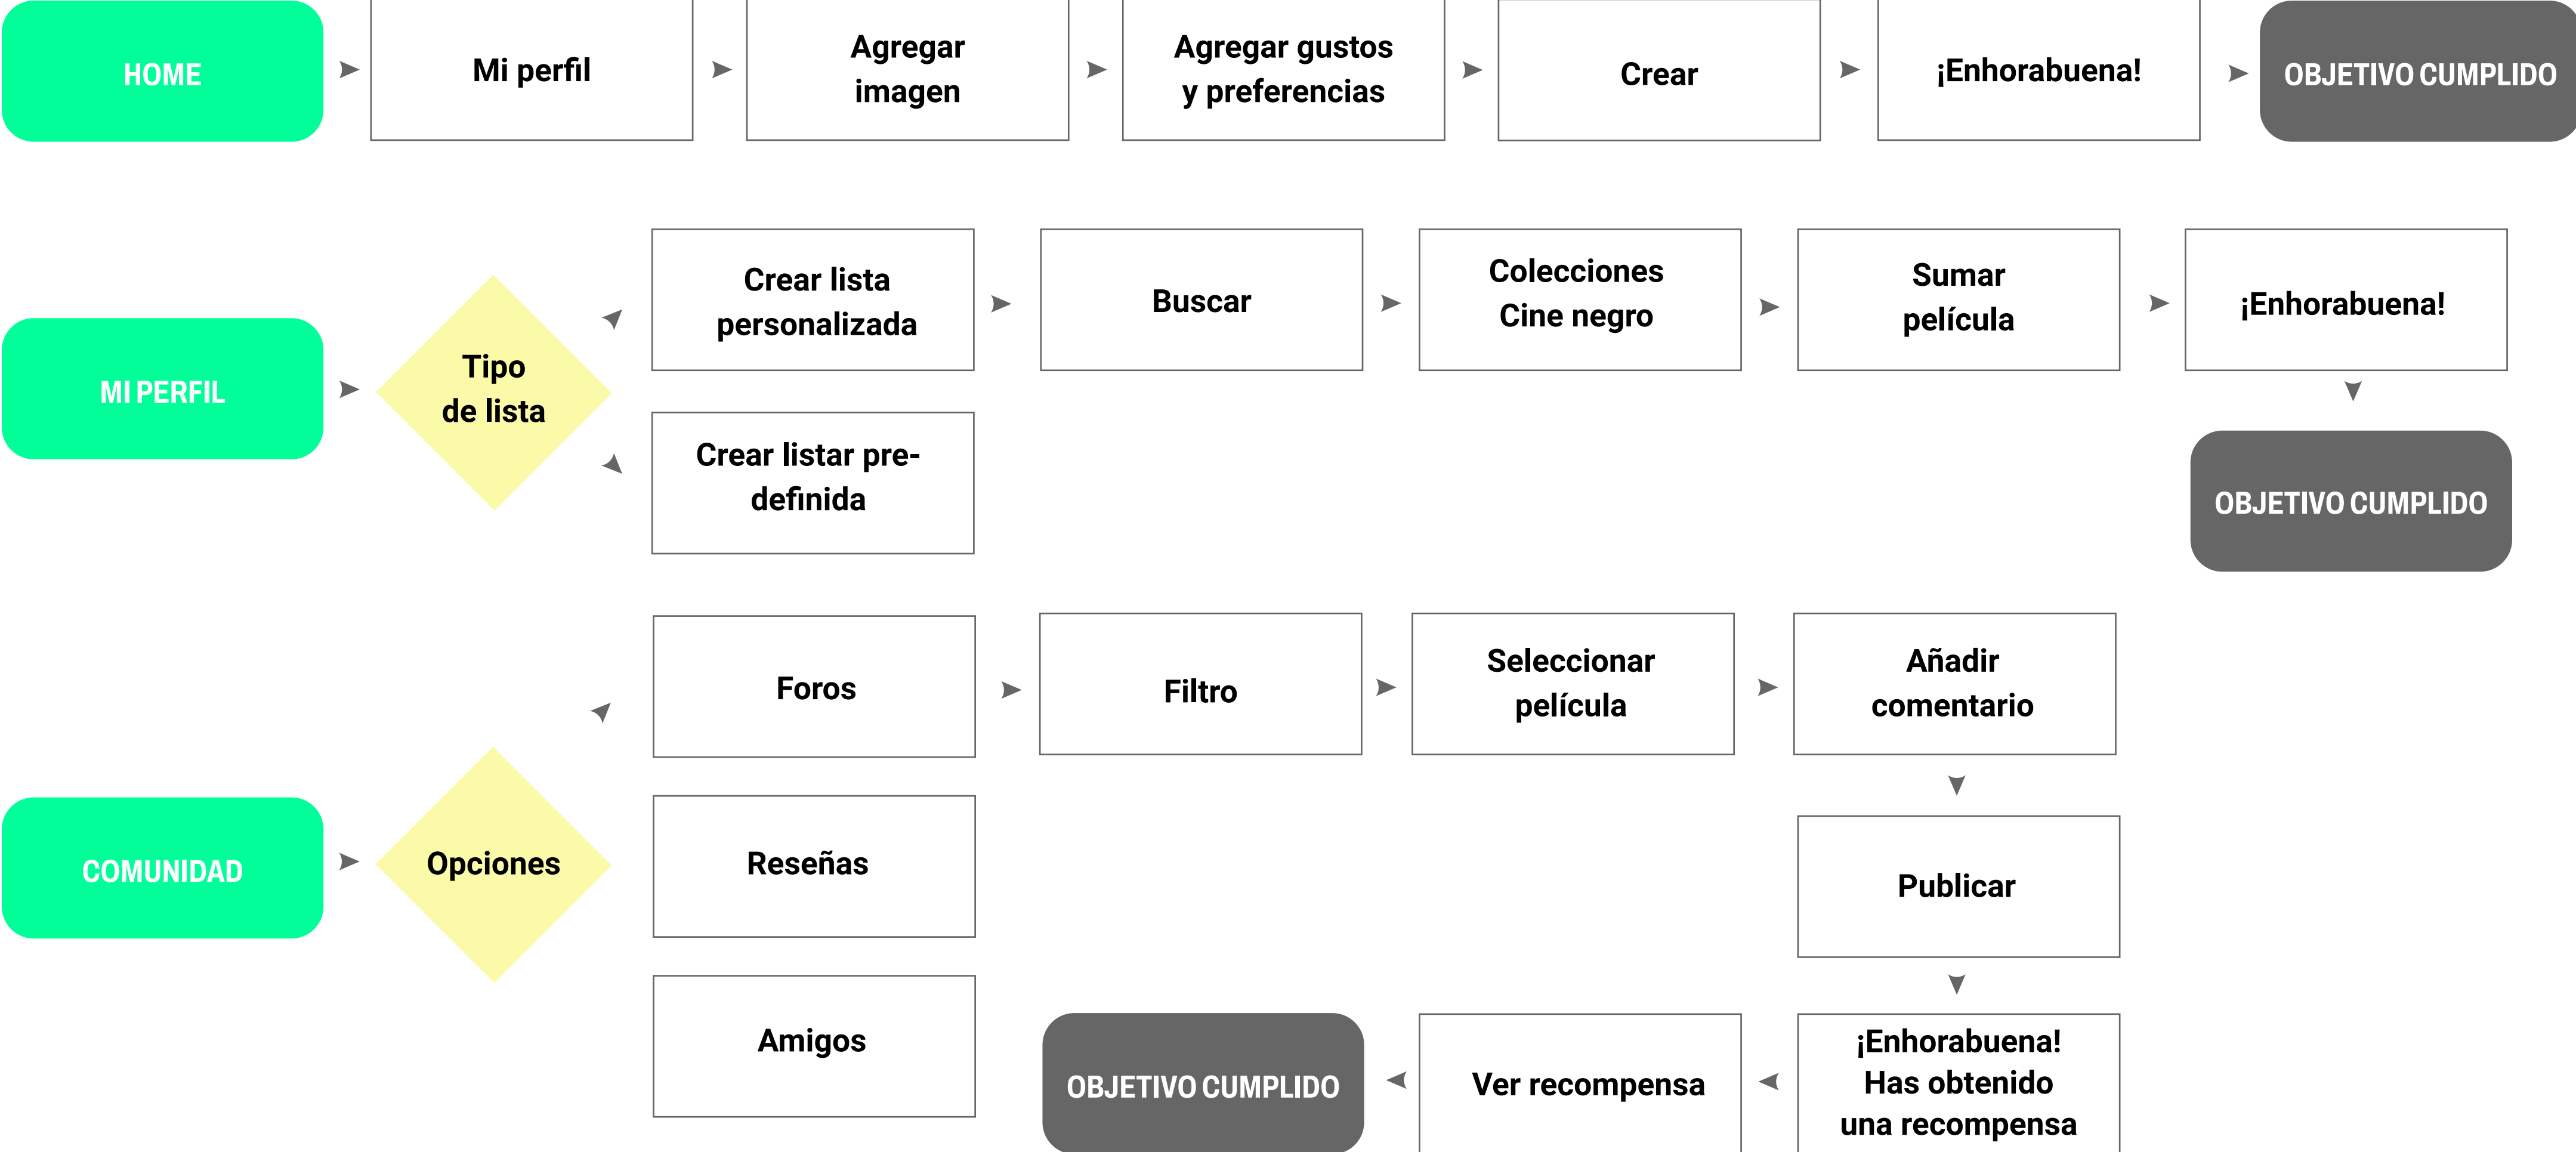 HOME
Mi perfil
Agregar
imagen
Agregar gustos
y preferencias
Crear
¡Enhorabuena!
OBJETIVO CUMPLIDO
MI PERFIL
Tipo
de lista
Crear lista
personalizada
Buscar
Colecciones
Cine negro
Sumar
película
¡Enhorabuena!
Crear listar pre-
definida
OBJETIVO CUMPLIDO
COMUNIDAD
Opciones
Foros
Filtro
Seleccionar
película
Añadir
comentario
Reseñas
Publicar
Amigos
¡Enhorabuena!
Has obtenido
una recompensa
Ver recompensa
OBJETIVO CUMPLIDO